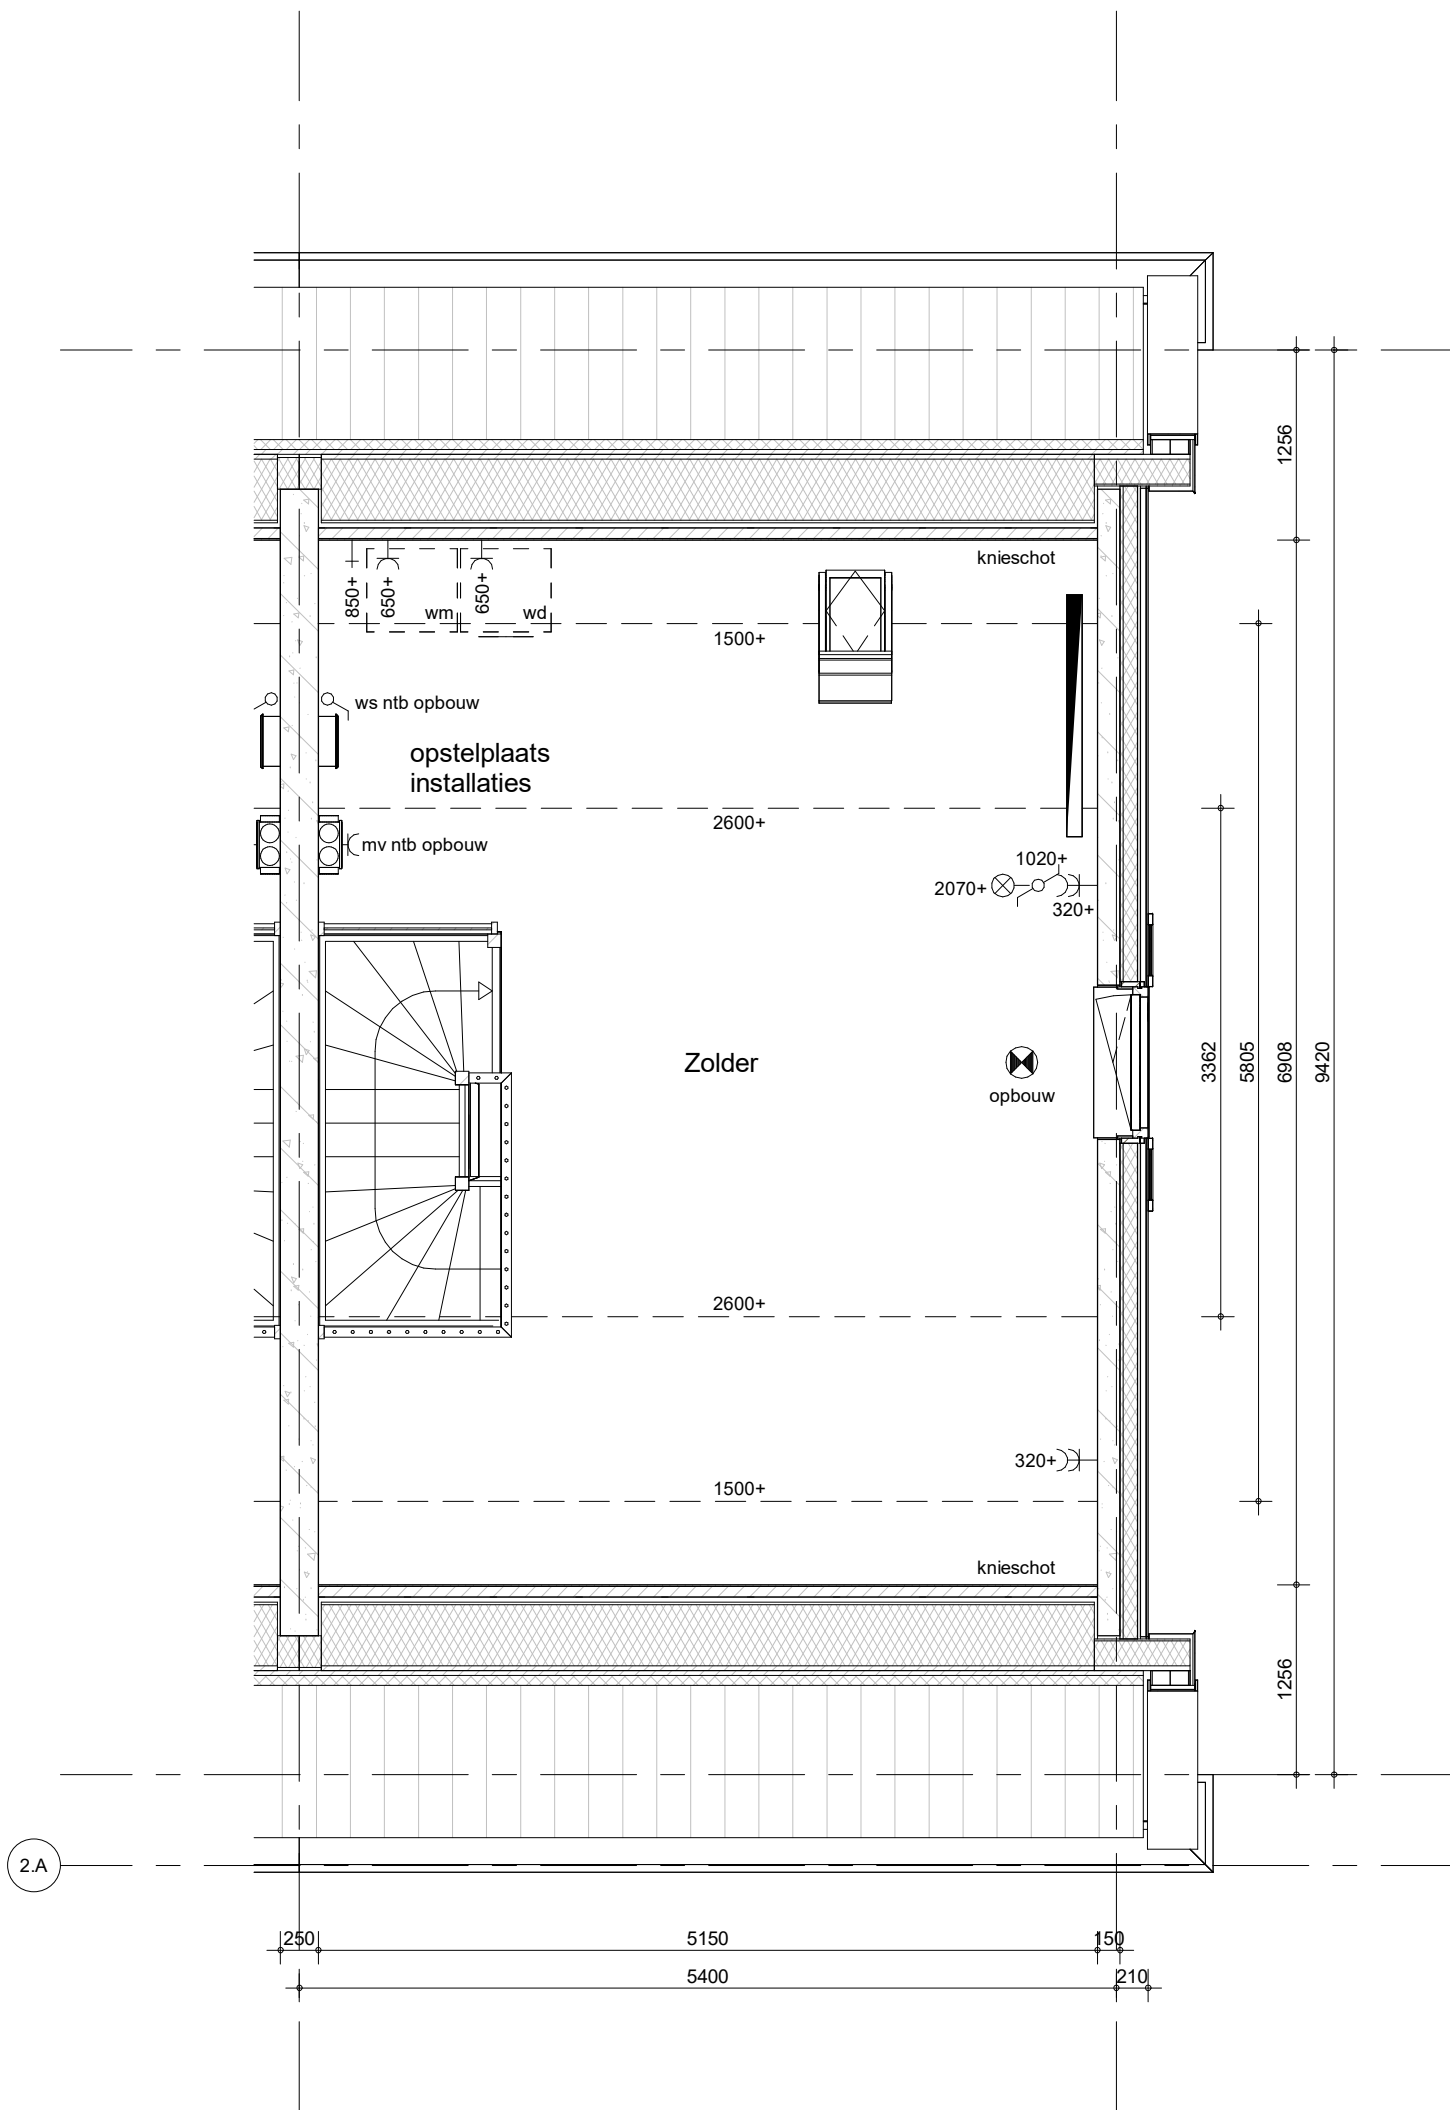 1256
knieschot
850+
650+
wm
650+
wd
1500+
ws ntb opbouw
opstelplaats
installaties
2600+
mv ntb opbouw
1020+
2070+
320+
Zolder
opbouw
3362
5805
6908
9420
2600+
320+
1500+
knieschot
1256
2.A
250
5150
150
5400
210